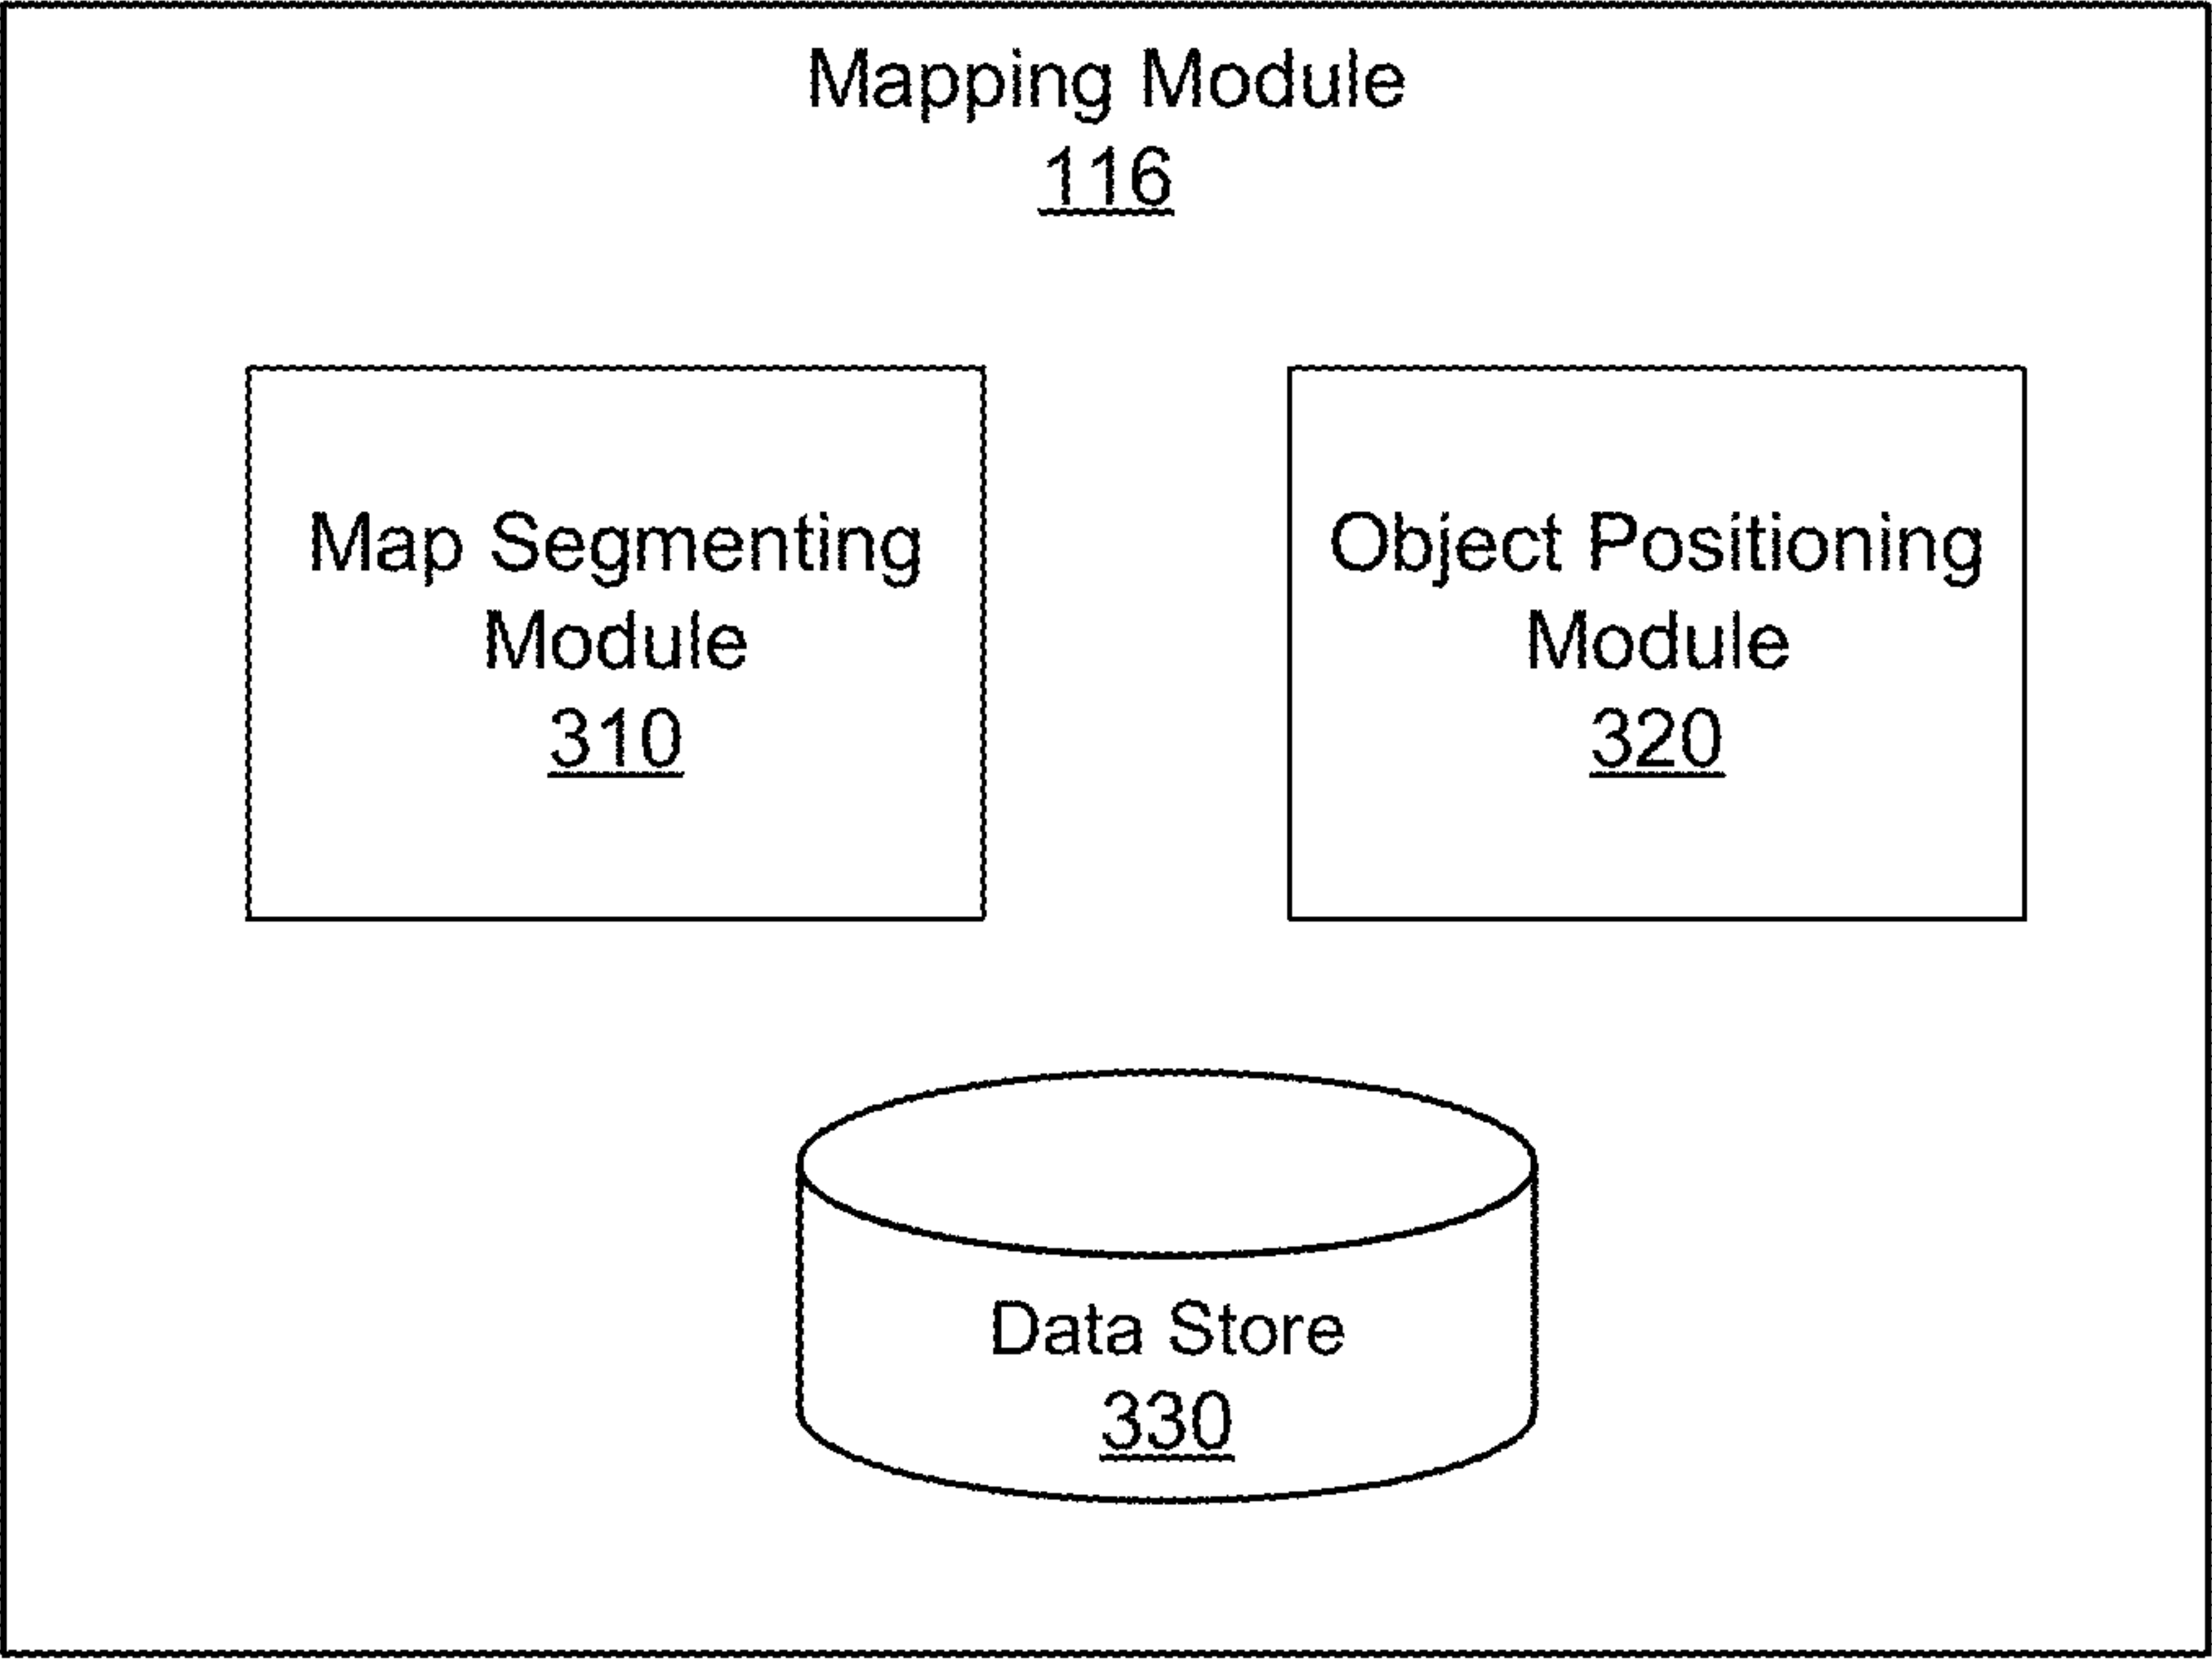 Mapping Module
116
Map Segmenting
Module
310
Object Positioning
Module
320
Data Store
330